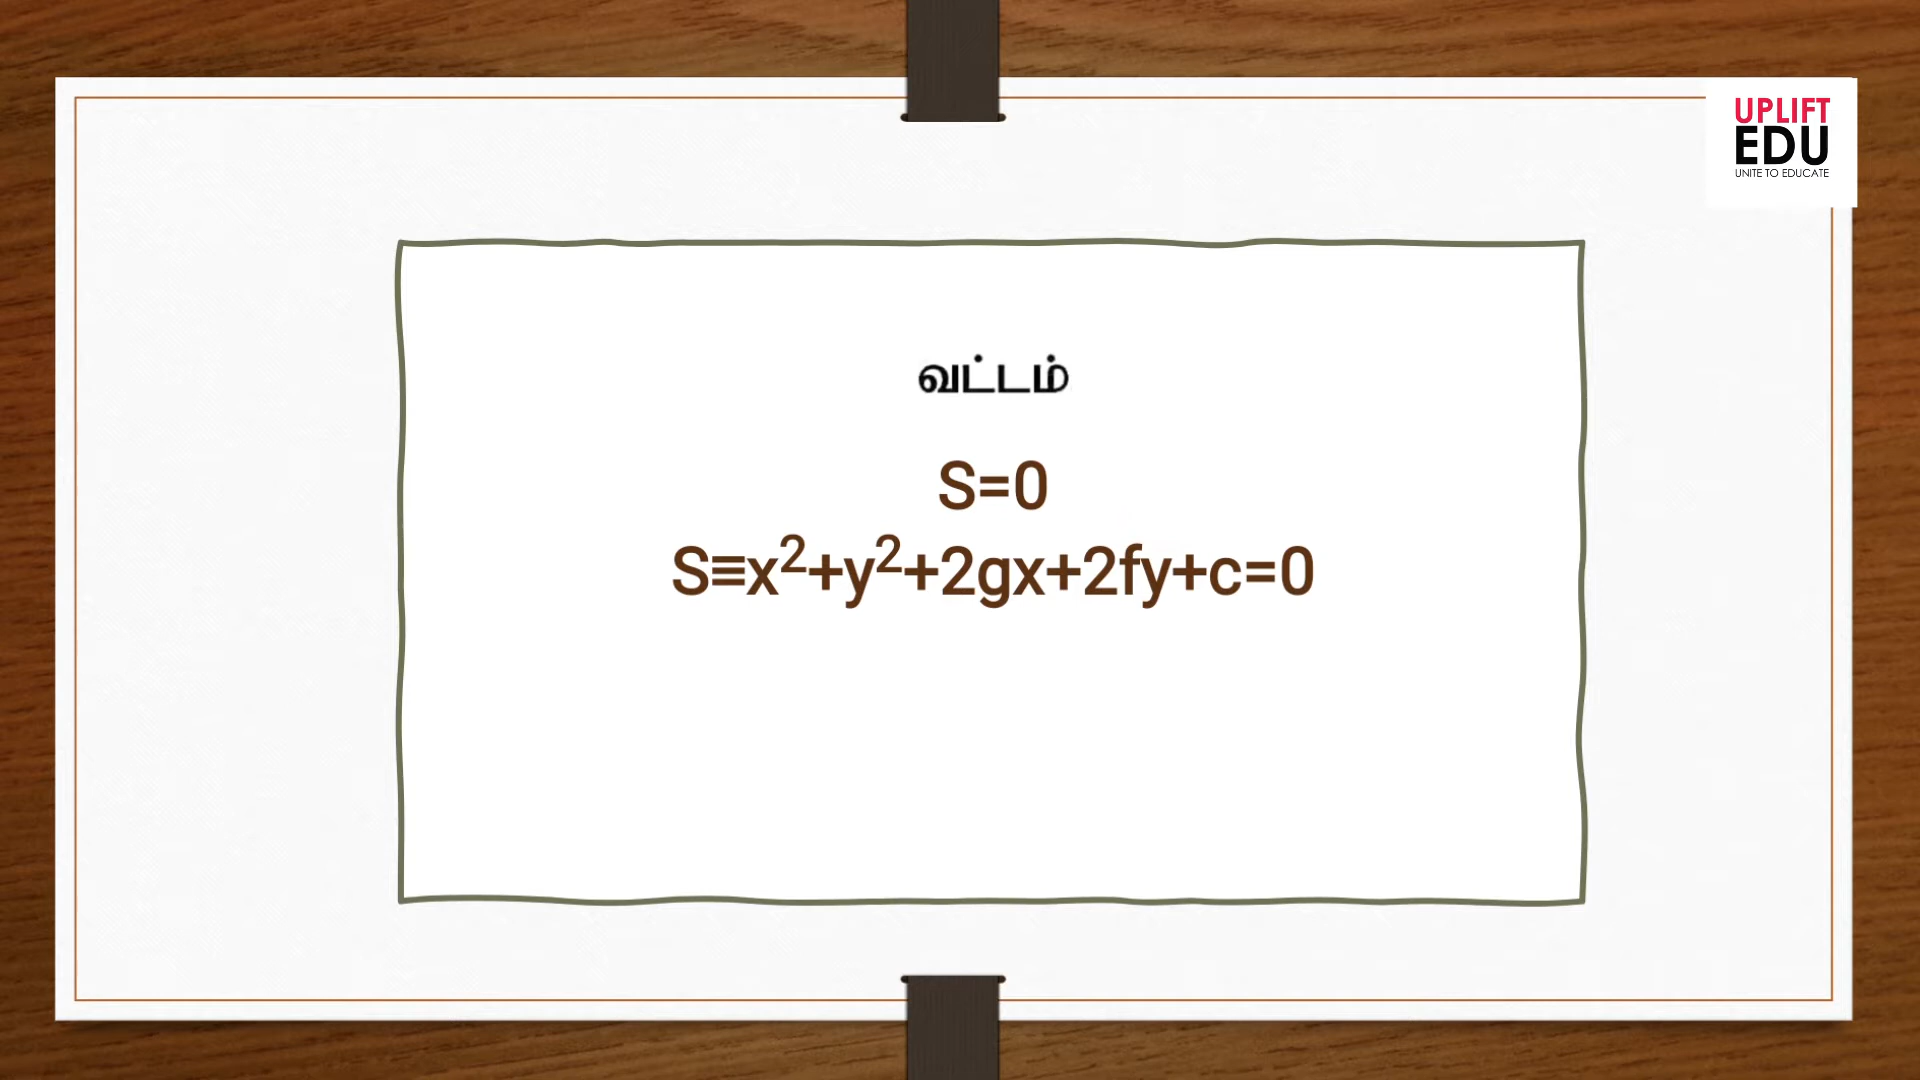 UPLIFT
EDU
UNITE TO EDUCATE
வட்டம்
S=0
S≡x²+y²+2gx+2fy+c=0